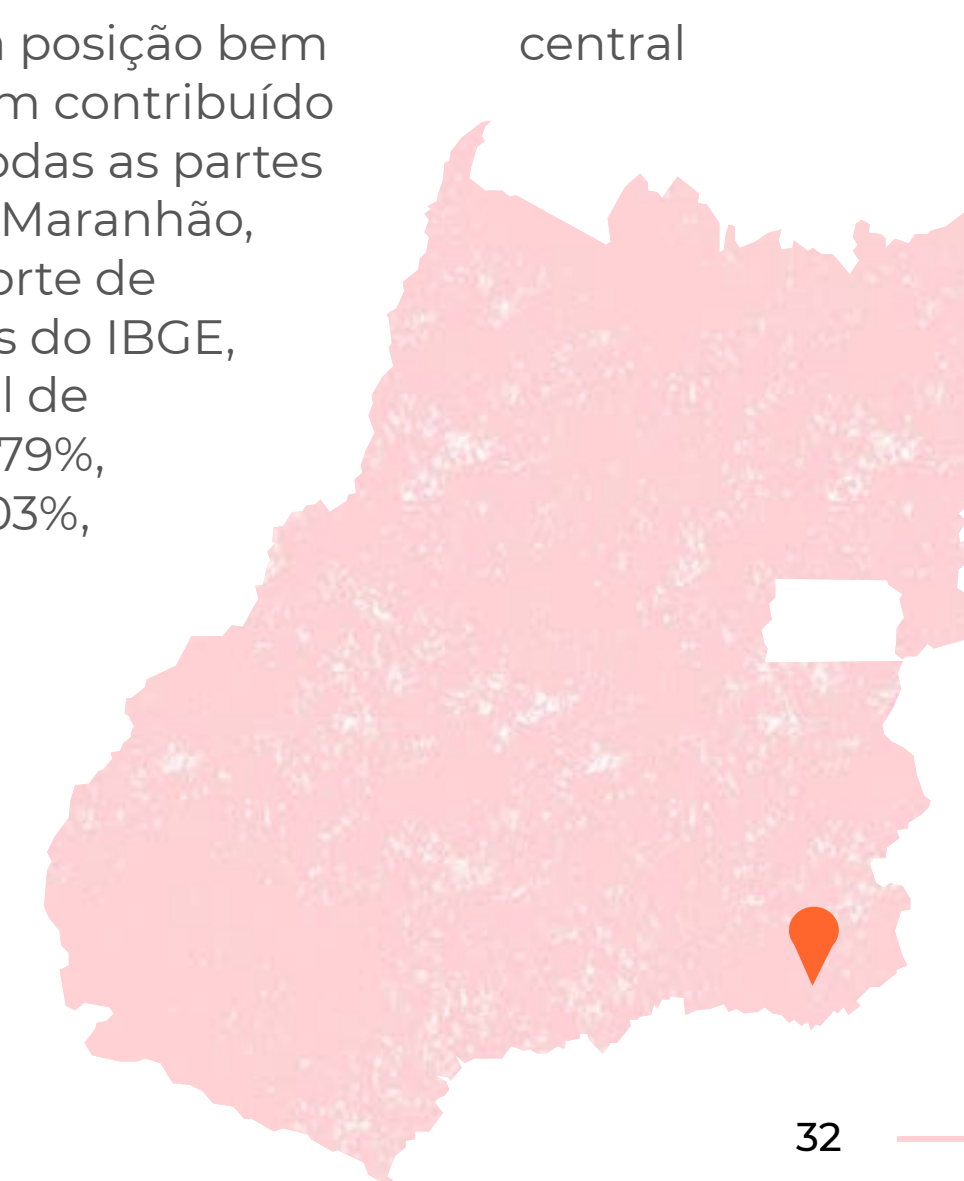 posição bem central
m contribuído
odas as partes
Maranhão,
orte de
s do IBGE,
l de
79%,
03%,
32